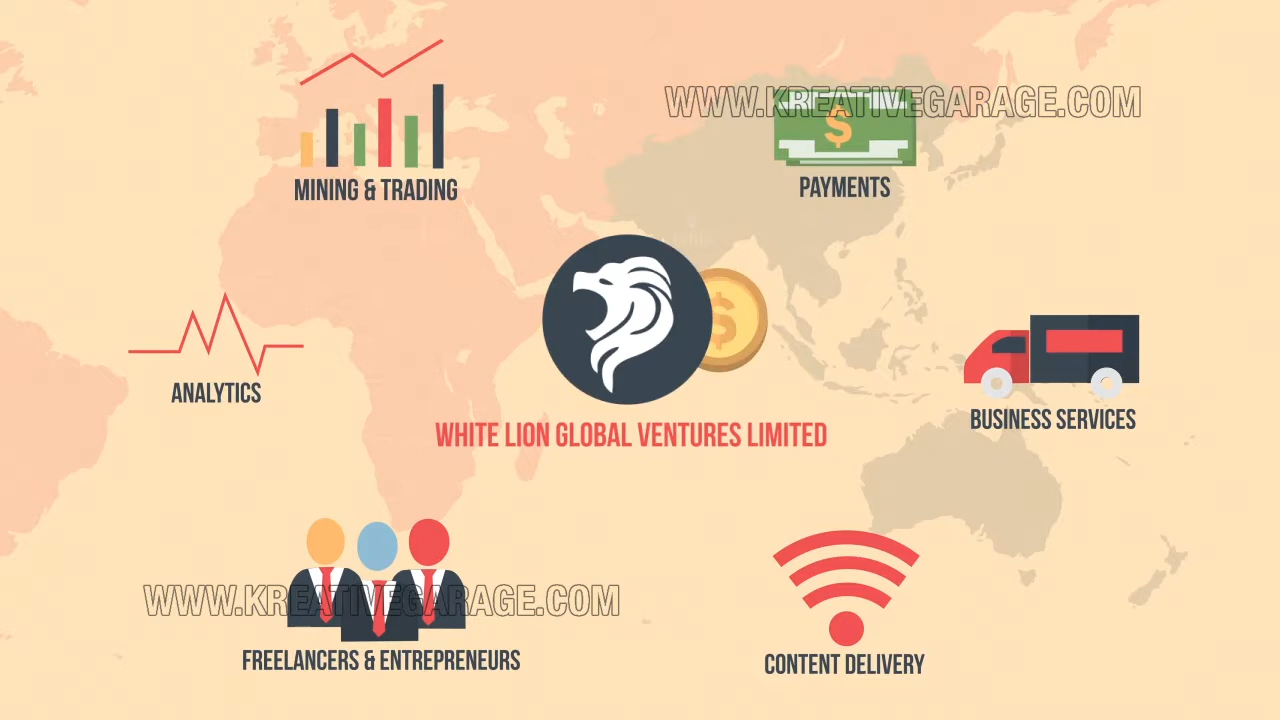 WWW.KREATIVEGARAGE.COM
$
MINING & TRADING
PAYMENTS
$
ANALYTICS
BUSINESS SERVICES
WHITE LION GLOBAL VENTURES LIMITED
WWW.KREATIVEGARAGE.COM
FREELANCERS & ENTREPRENEURS
CONTENT DELIVERY